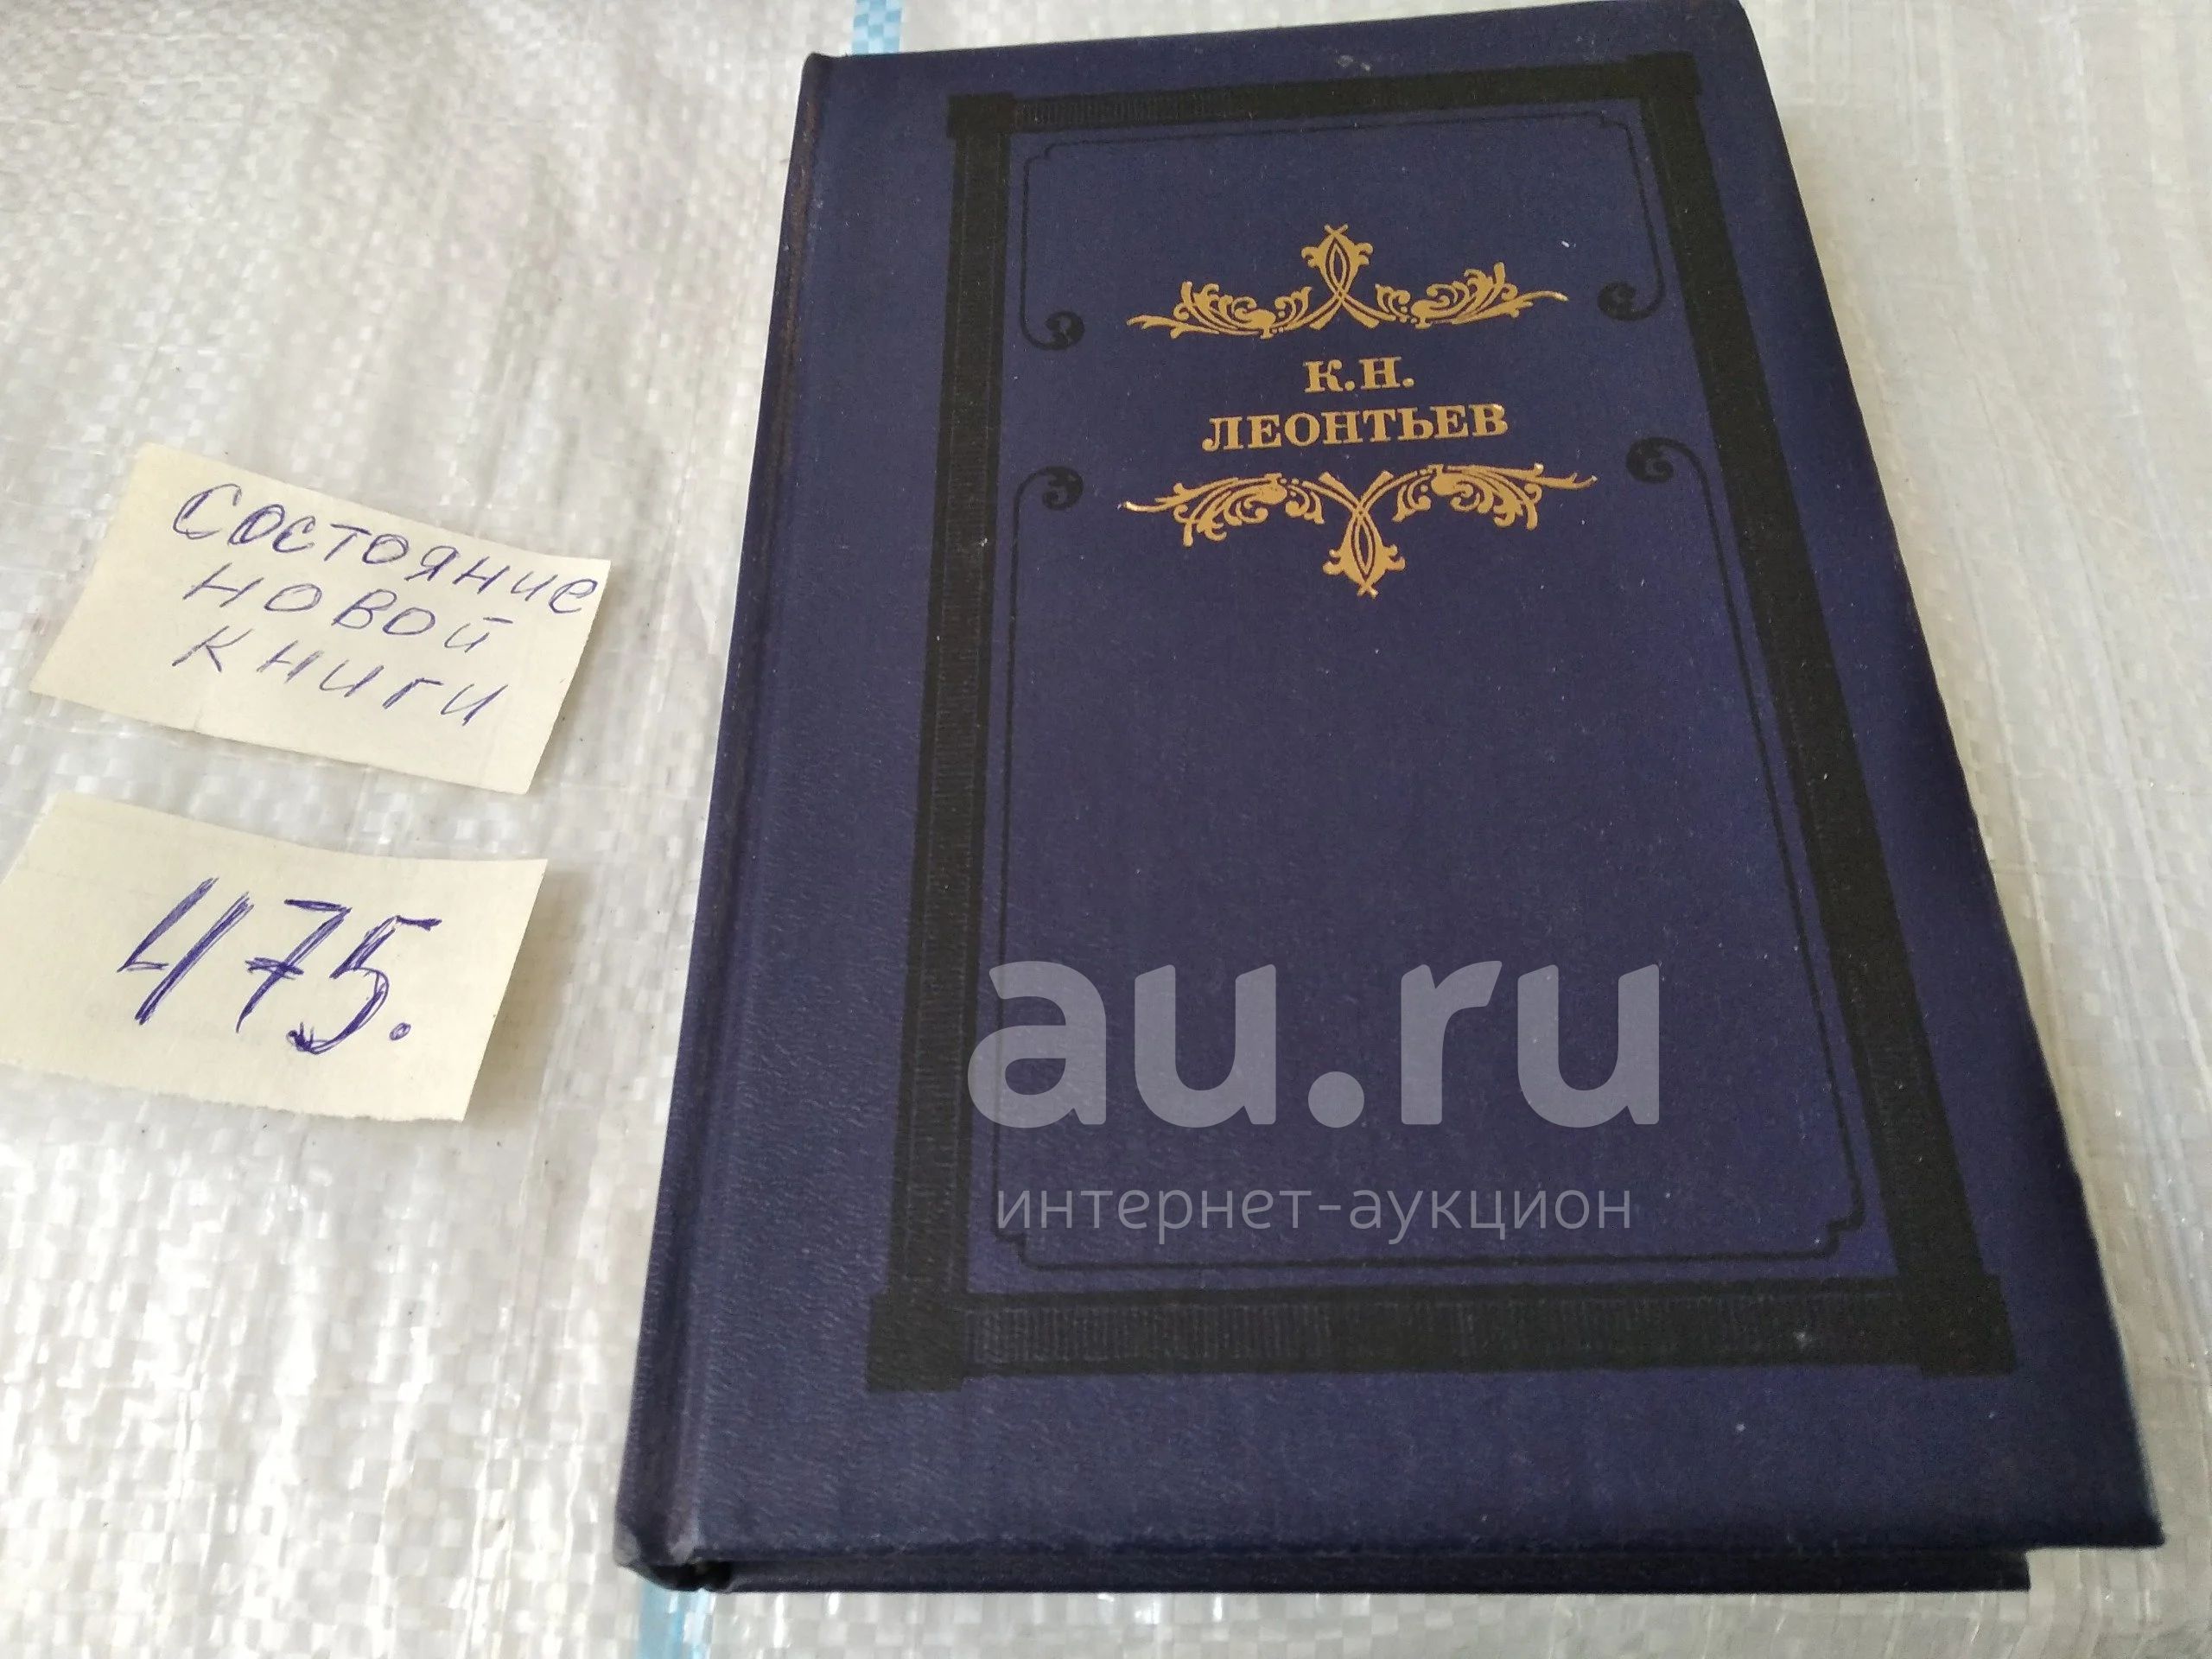 К.Н.
ЛЕОНТЬЕВ
состояние
новой
книги
475.
au.ru
интернет-аукцион